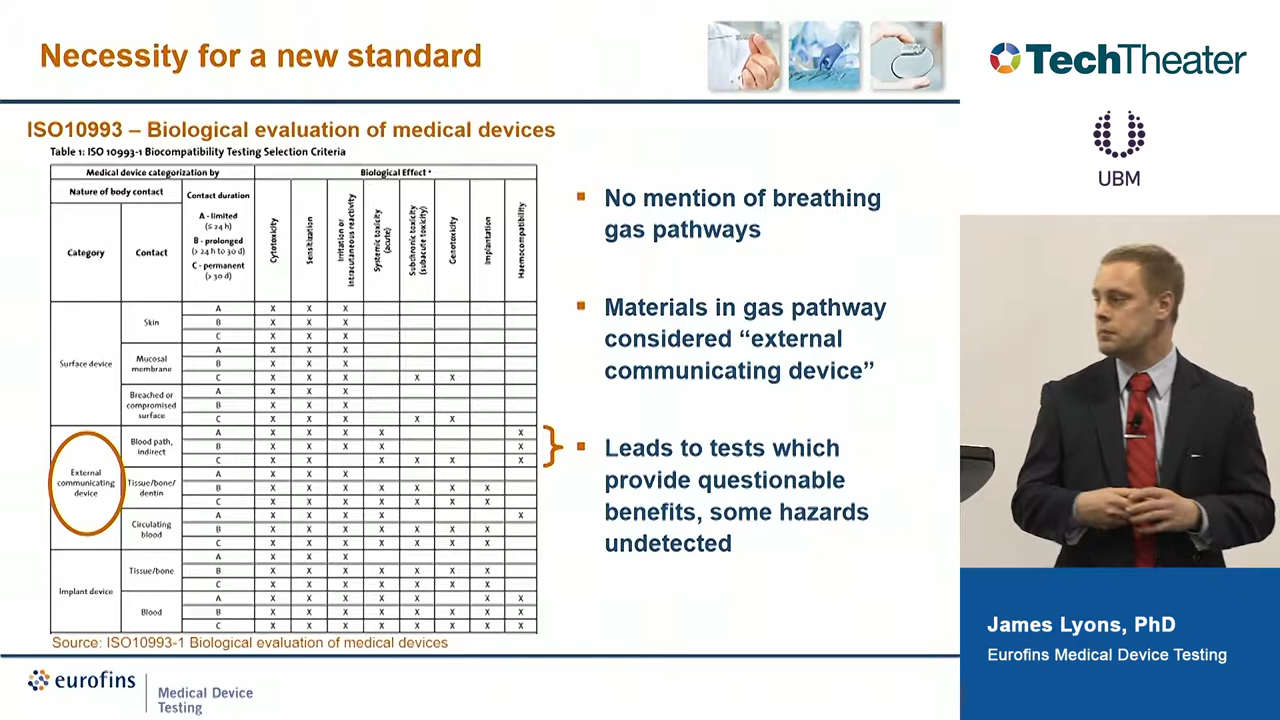 Necessity for a new standard
TechTheater
UBM
ISO10993 – Biological evaluation of medical devices
Table 1: ISO 10993-1 Biocompatibility Testing Selection Criteria
Medical device categorization by
Biological Effect
Nature of body contact
Contact duration
A - limited
(≤ 24 h)
B - prolonged
(> 24 h to 30 d)
C - permanent
(> 30 d)
Category
Contact
Cytotoxicity
Sensitization
Irritation or
intracutaneous reactivity
Systemic toxicity
(acute)
Subchronic toxicity
(subacute toxicity)
Genotoxicity
Implantation
Haemocompatibility
Surface device
Skin
A X X X
B X X X
C X X X
Mucosal
membrane
A X X X
B X X X
C X X X X X
Breached or
compromised
surface
A X X X
B X X X
C X X X X X
External
communicating
device
Blood path,
indirect
A X X X X X
B X X X X X
C X X X X X X
Tissue/bone/
dentin
A X X X
B X X X X X X X
C X X X X X X X
Circulating
blood
A X X X X X
B X X X X X X X
C X X X X X X X
Implant device
Tissue/bone
A X X X
B X X X X X X X
C X X X X X X X
Blood
A X X X X X X
B X X X X X X X X
C X X X X X X X X
Source: ISO10993-1 Biological evaluation of medical devices
No mention of breathing
gas pathways
Materials in gas pathway
considered “external
communicating device”
Leads to tests which
provide questionable
benefits, some hazards
undetected
eurofins
Medical Device
Testing
James Lyons, PhD
Eurofins Medical Device Testing